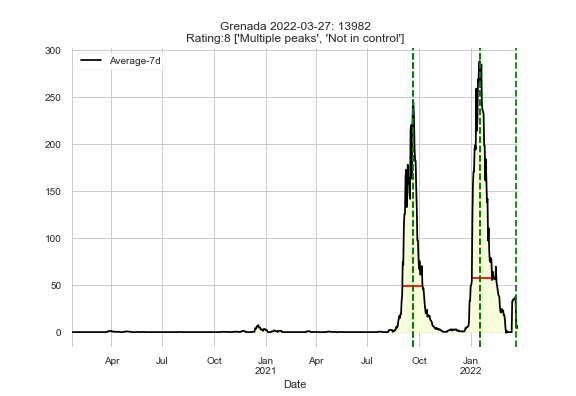 Grenada 2022-03-27: 13982
Rating:8 ['Multiple peaks', 'Not in control']
Average-7d
300
250
200
150
100
50
0
Apr
Jul
Oct
Jan
2021
Apr
Jul
Oct
Jan
2022
Date